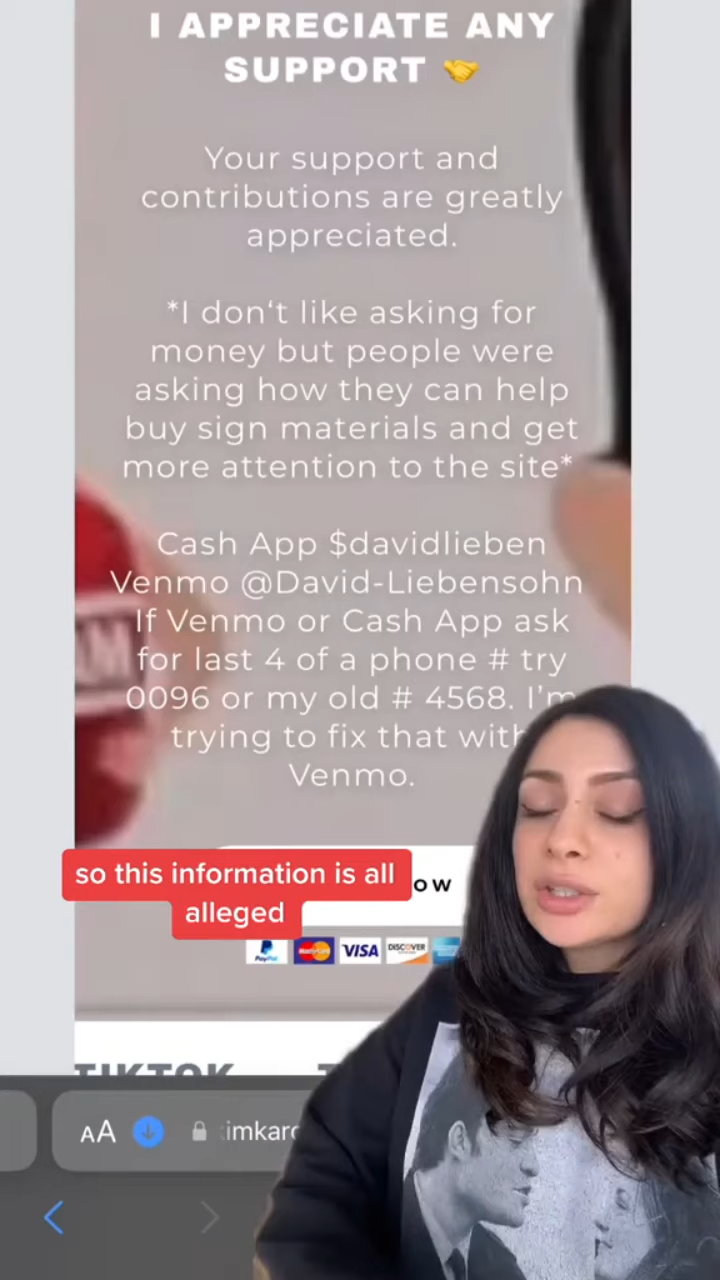 I APPRECIATE ANY
SUPPORT 🤝
Your support and
contributions are greatly
appreciated.
*I don‘t like asking for
money but people were
asking how they can help
buy sign materials and get
more attention to the site*
Cash App $davidlieben
Venmo @David-Liebensohn
If Venmo or Cash App ask
for last 4 of a phone # try
0096 or my old # 4568. I’m
trying to fix that with
Venmo.
so this information is all
alleged
PayPal MasterCard VISA DISCOVER
TIKTOK
AA